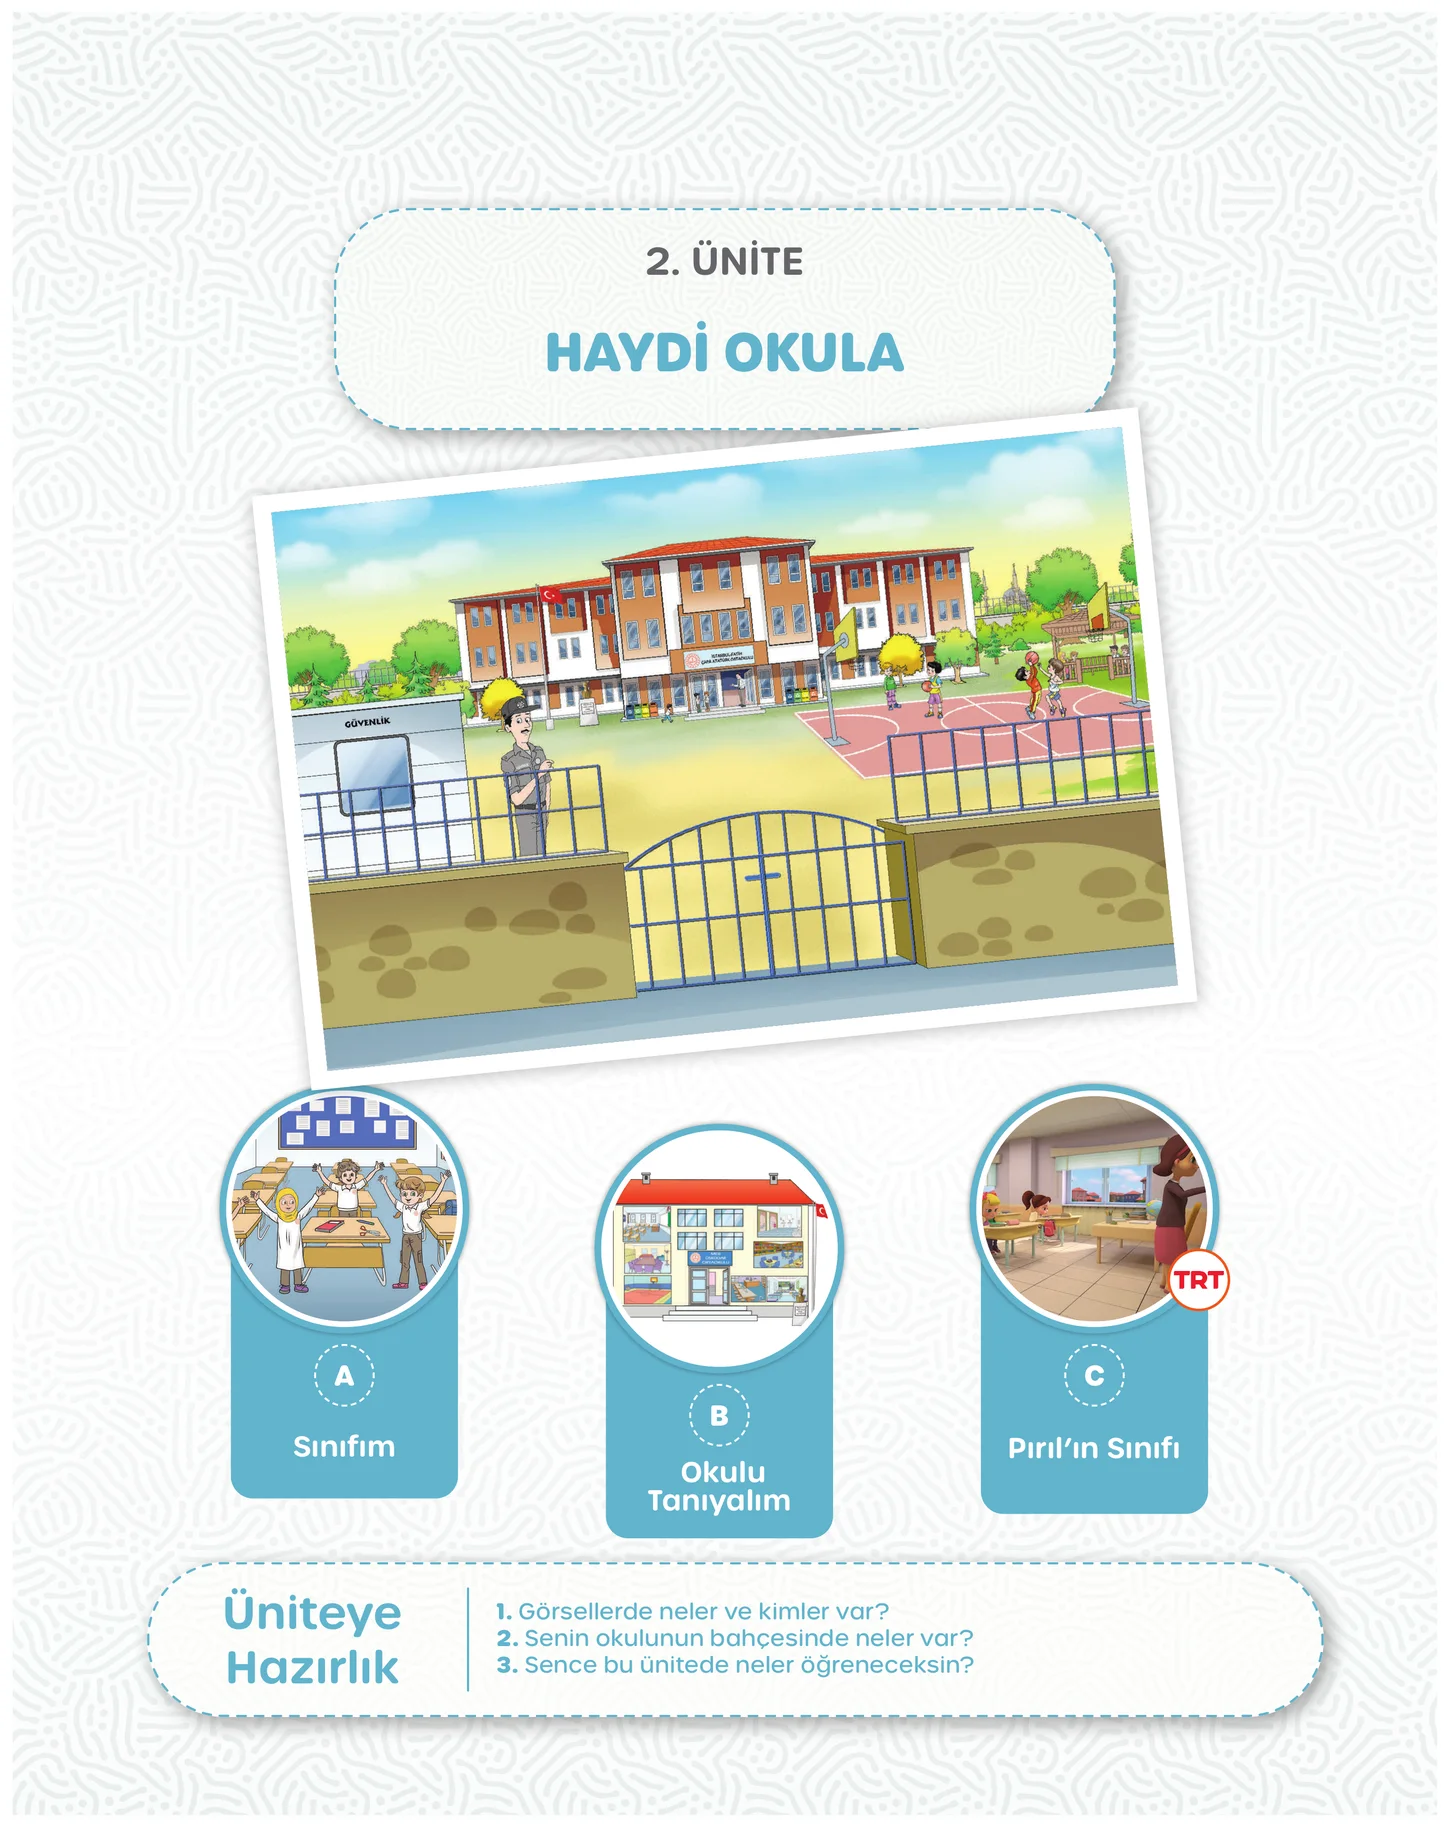 2. ÜNİTE
HAYDİ OKULA
GÜVENLİK
A
Sınıfım
B
Okulu
Tanıyalım
TRT
C
Pırıl’ın Sınıfı
Üniteye
Hazırlık
1. Görsellerde neler ve kimler var?
2. Senin okulunun bahçesinde neler var?
3. Sence bu ünitede neler öğreneceksin?